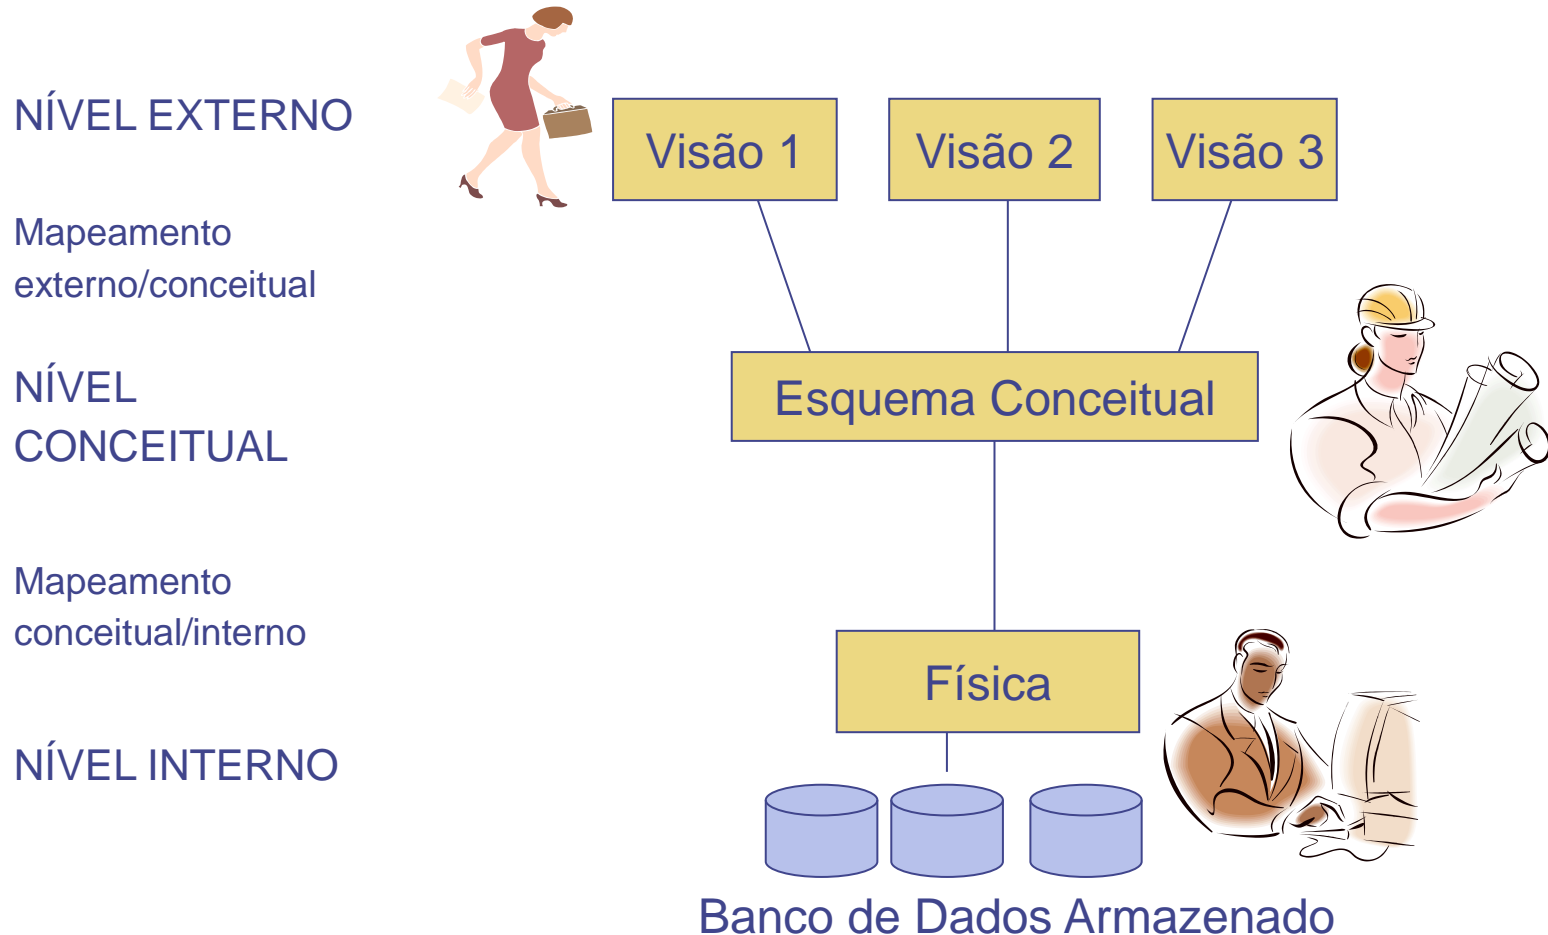 NÍVEL EXTERNO
Visão 1
Visão 2
Visão 3
Mapeamento
externo/conceitual
NÍVEL
CONCEITUAL
Esquema Conceitual
Mapeamento
conceitual/interno
Física
NÍVEL INTERNO
Banco de Dados Armazenado